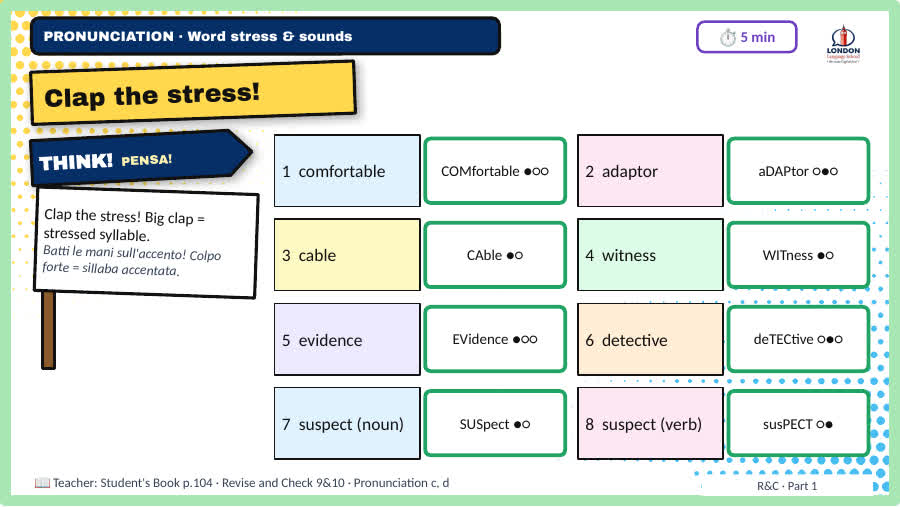 PRONUNCIATION · Word stress & sounds
⏱️ 5 min
LONDON
Language School
Clap the stress!
THINK! PENSA!
Clap the stress! Big clap =
stressed syllable.
Batti le mani sull'accento! Colpo
forte = sillaba accentata.
1 comfortable
COMfortable ●○○
2 adaptor
aDAPtor ○●○
3 cable
CAble ●○
4 witness
WITness ●○
5 evidence
EVidence ●○○
6 detective
deTECtive ○●○
7 suspect (noun)
SUSpect ●○
8 suspect (verb)
susPECT ○●
📖 Teacher: Student's Book p.104 · Revise and Check 9&10 · Pronunciation c, d
R&C · Part 1